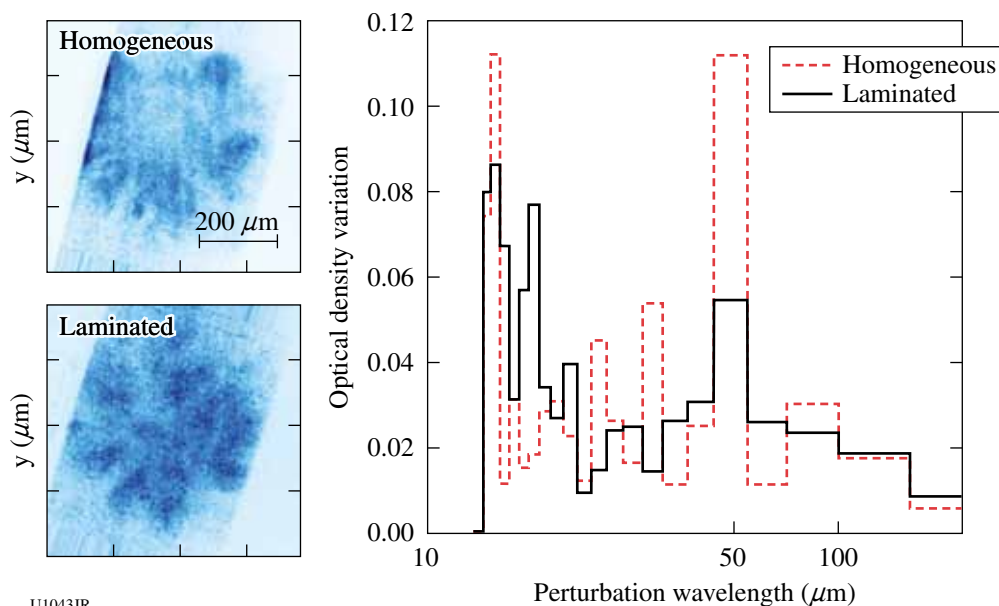 Homogeneous
y (μm)
200 μm
Laminated
y (μm)
U1043JR
Optical density variation
0.12
0.10
0.08
0.06
0.04
0.02
0.00
10
50
100
Perturbation wavelength (μm)
Homogeneous
Laminated